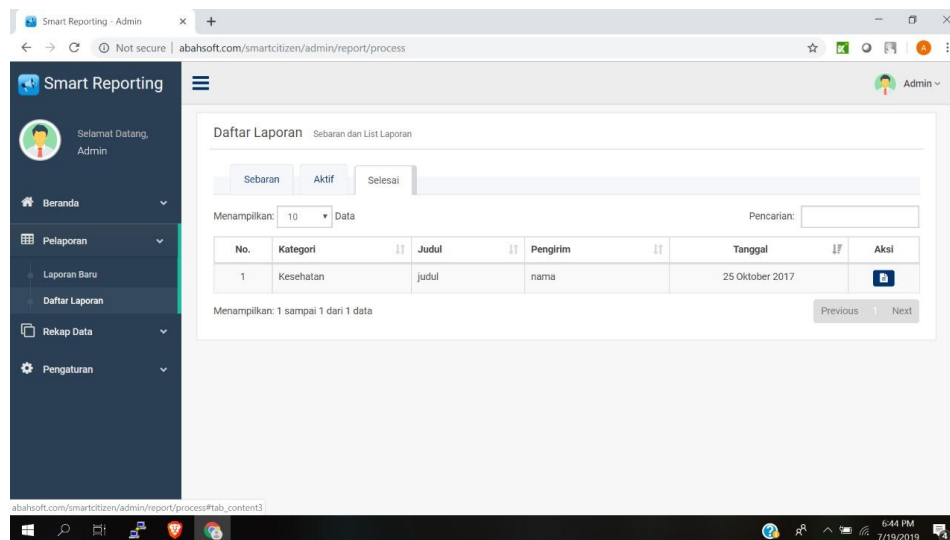 Smart Reporting - Admin
Not secure | abahsoft.com/smartcitizen/admin/report/process
A
Smart Reporting
Admin
Selamat Datang,
Admin
Beranda
Pelaporan
Laporan Baru
Daftar Laporan
Rekap Data
Pengaturan
Daftar Laporan Sebaran dan List Laporan
Sebaran Aktif Selesai
Menampilkan: 10 Data Pencarian:
No. Kategori Judul Pengirim Tanggal Aksi
1 Kesehatan judul nama 25 Oktober 2017
Menampilkan: 1 sampai 1 dari 1 data
Previous 1 Next
abahsoft.com/smartcitizen/admin/report/process#tab_content3
6:44 PM
7/19/2019